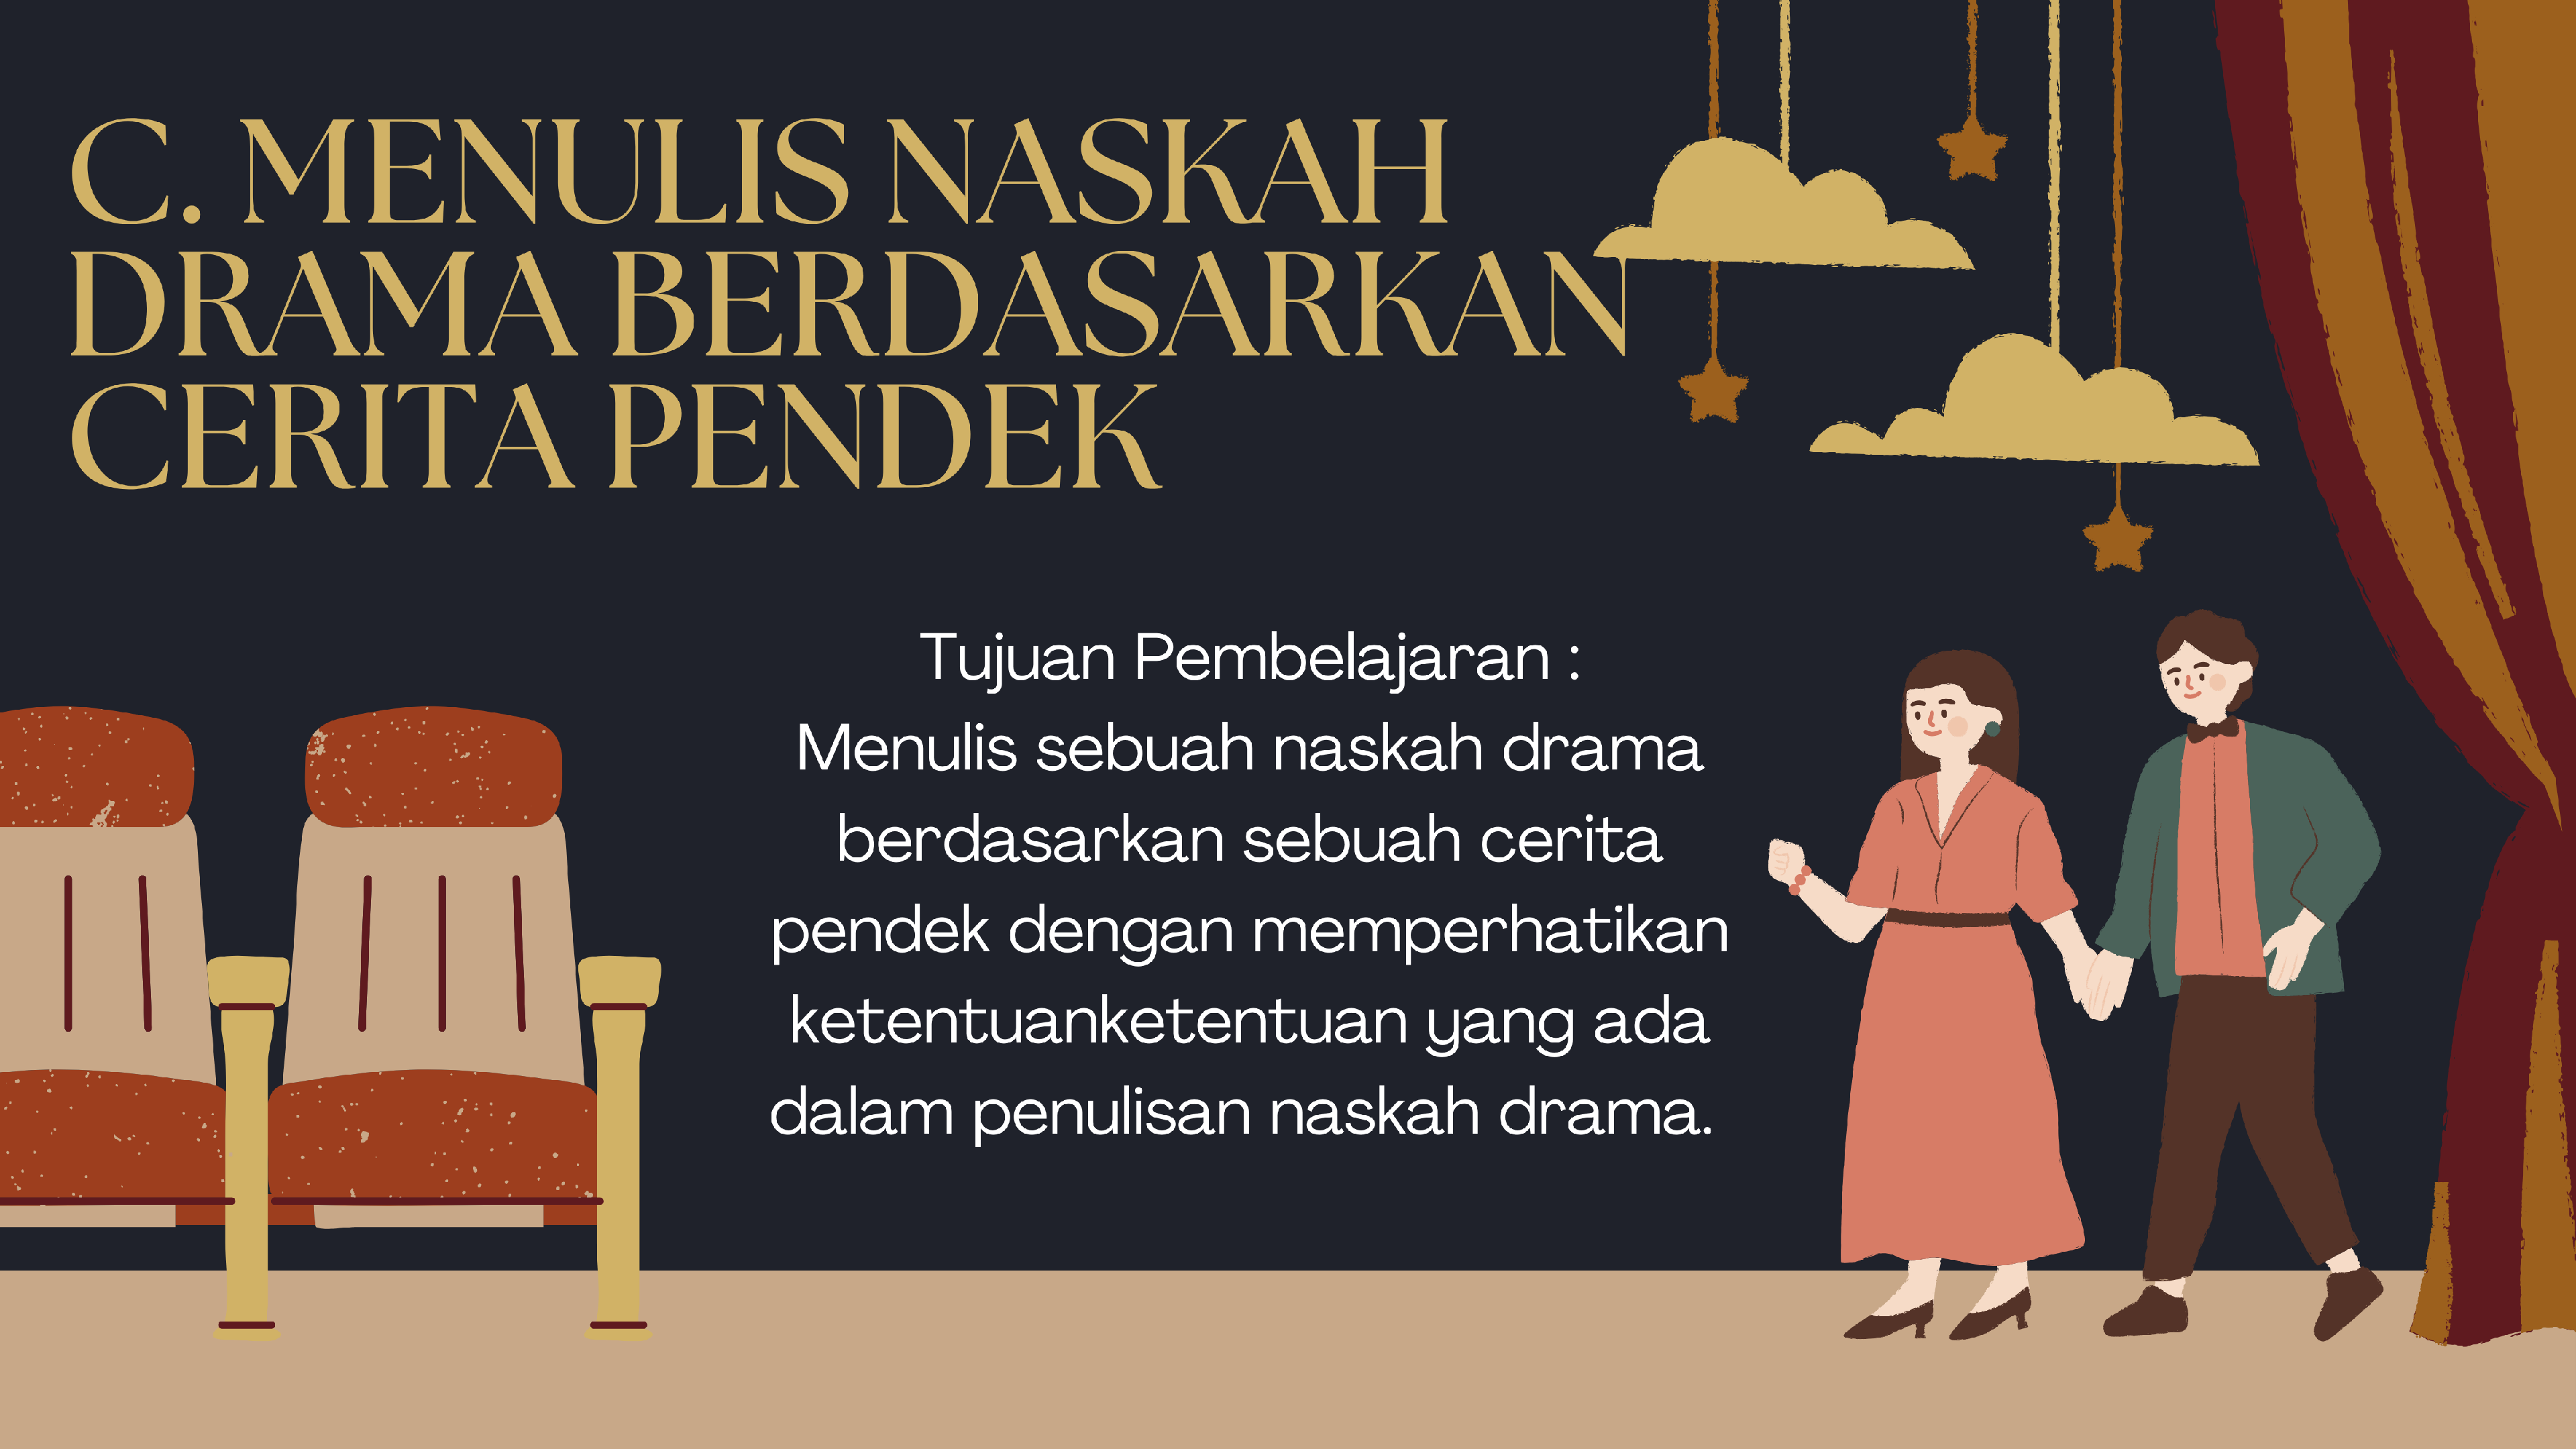 C. MENULIS NASKAH
DRAMA BERDASARKAN
CERITA PENDEK
Tujuan Pembelajaran :
Menulis sebuah naskah drama
berdasarkan sebuah cerita
pendek dengan memperhatikan
ketentuanketentuan yang ada
dalam penulisan naskah drama.